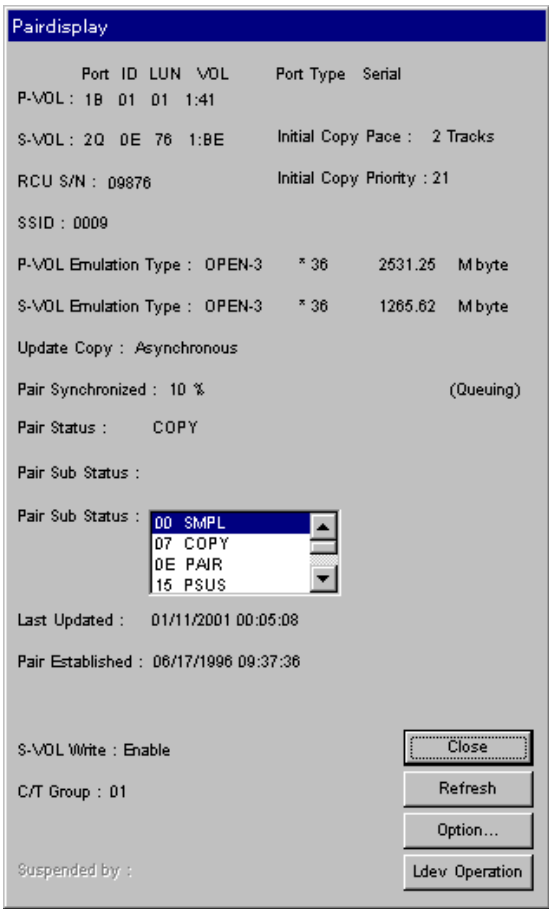 Pairdisplay
Port ID LUN VOL Port Type Serial
P-VOL : 1B 01 01 1:41
S-VOL : 2Q 0E 76 1:BE Initial Copy Pace : 2 Tracks
RCU S/N : 09876 Initial Copy Priority : 21
SSID : 0009
P-VOL Emulation Type : OPEN-3 * 36 2531.25 Mbyte
S-VOL Emulation Type : OPEN-3 * 36 1265.62 Mbyte
Update Copy : Asynchronous
Pair Synchronized : 10 % (Queuing)
Pair Status : COPY
Pair Sub Status :
Pair Sub Status : 00 SMPL
07 COPY
0E PAIR
15 PSUS
Last Updated : 01/11/2001 00:05:08
Pair Established : 06/17/1996 09:37:36
S-VOL Write : Enable
Close
C/T Group : 01
Refresh
Option...
Suspended by :
Ldev Operation